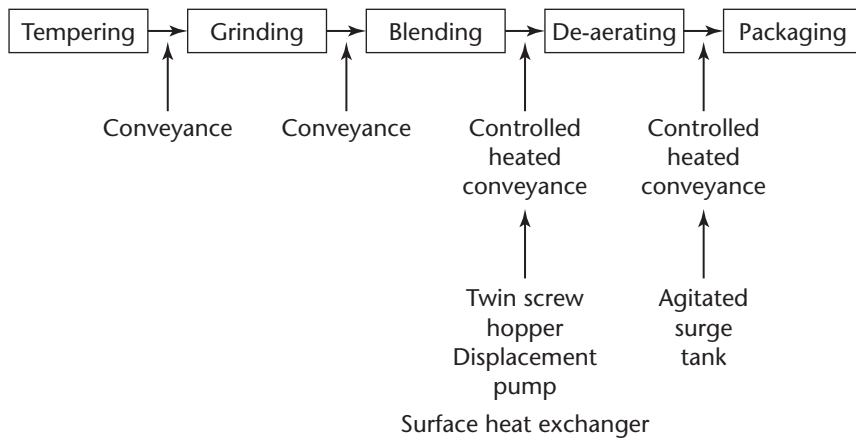 Tempering
Grinding
Blending
De-aerating
Packaging
Conveyance
Conveyance
Controlled
heated
conveyance
Controlled
heated
conveyance
Twin screw
hopper
Displacement
pump
Agitated
surge
tank
Surface heat exchanger